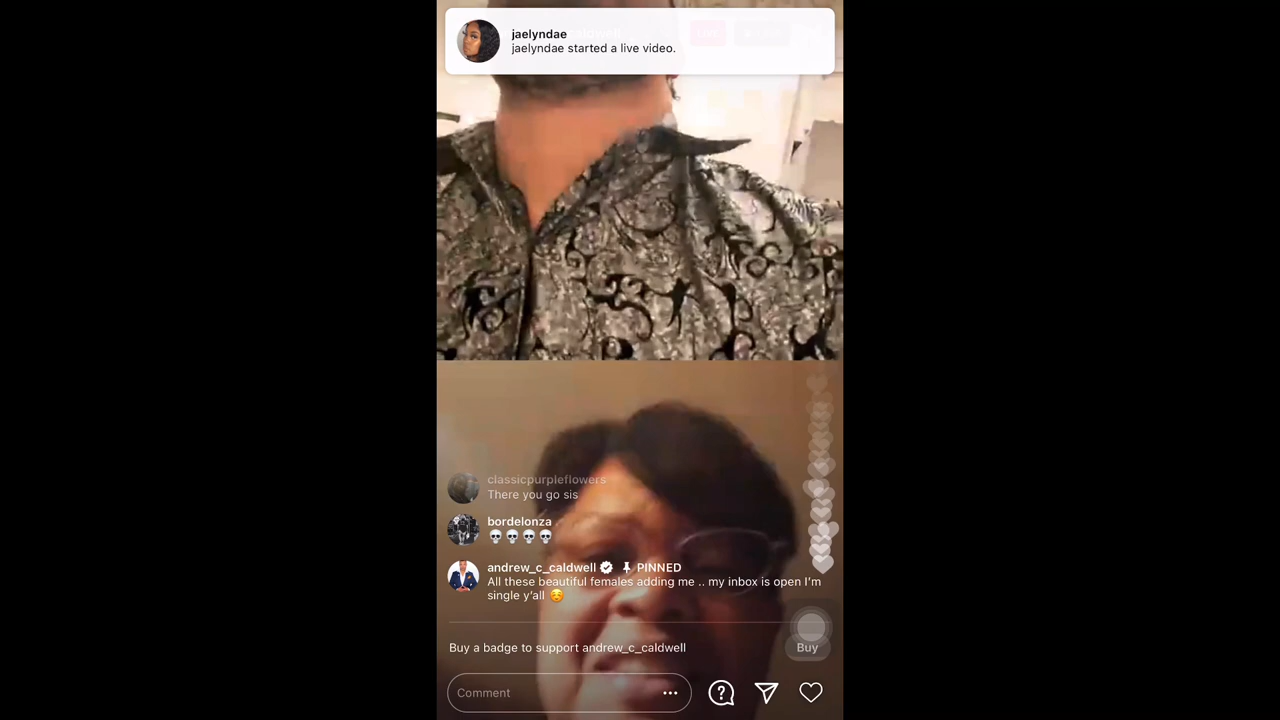 jaelyndae
jaelyndae started a live video.
classicpurpleflowers
There you go sis
bordelonza
💀💀💀💀
andrew_c_caldwell PINNED
All these beautiful females adding me .. my inbox is open I’m
single y’all ☺️
Buy a badge to support andrew_c_caldwell
Buy
Comment